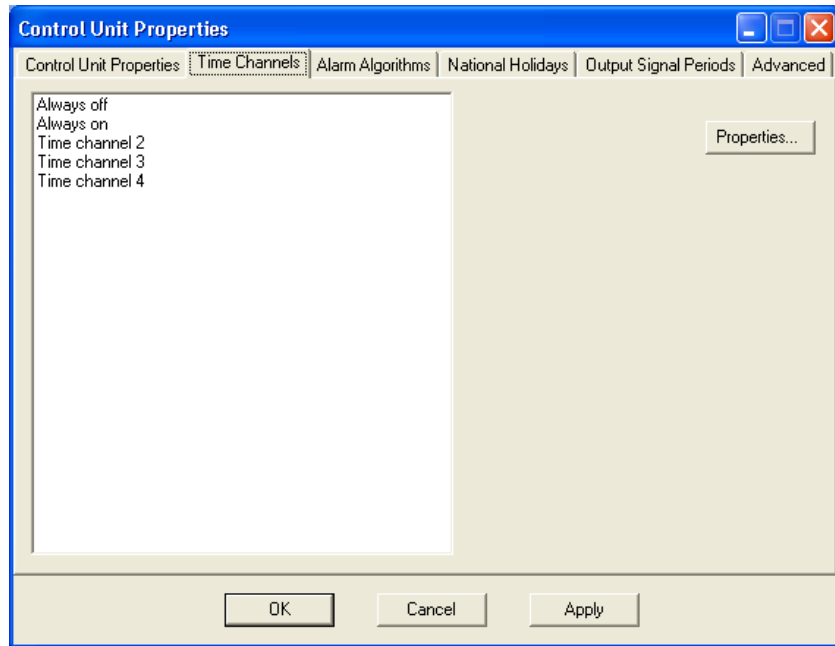 Control Unit Properties
Control Unit Properties Time Channels Alarm Algorithms National Holidays Output Signal Periods Advanced
Always off
Always on
Time channel 2
Time channel 3
Time channel 4
Properties...
OK Cancel Apply